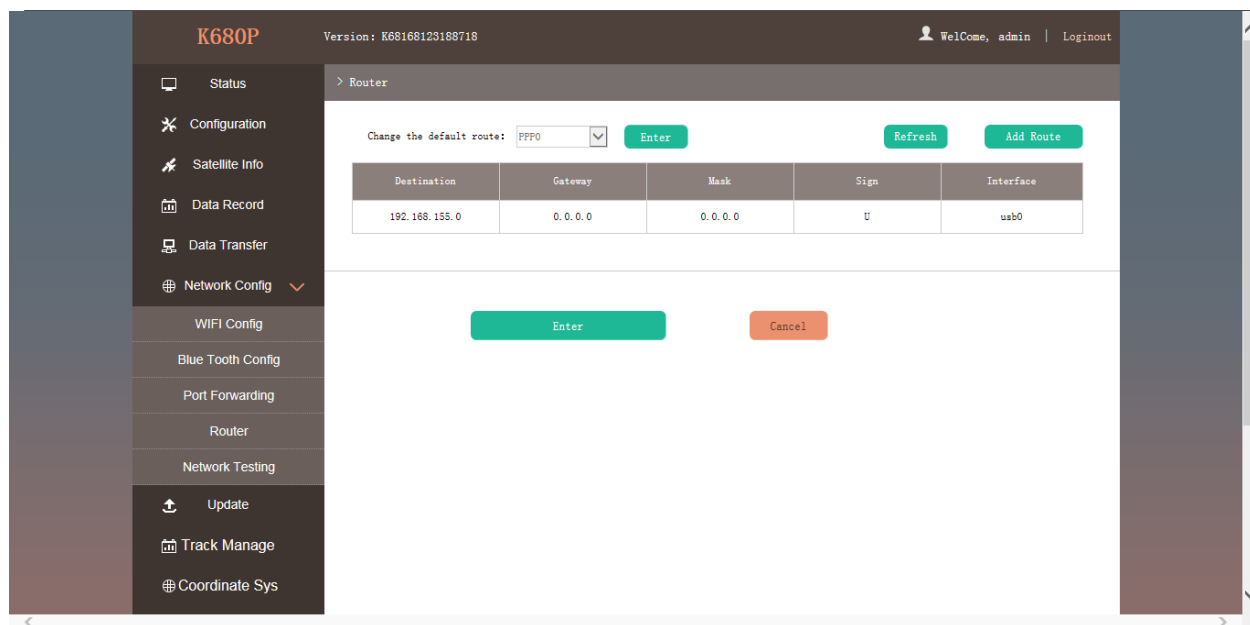 K680P
Version: K68168123188718
WelCome, admin | Loginout
Status
Configuration
Satellite Info
Data Record
Data Transfer
Network Config
WIFI Config
Blue Tooth Config
Port Forwarding
Router
Network Testing
Update
Track Manage
Coordinate Sys
> Router
Change the default route: PPP0 Enter Refresh Add Route
Destination Gateway Mask Sign Interface
192.168.155.0 0.0.0.0 0.0.0.0 U usb0
Enter Cancel